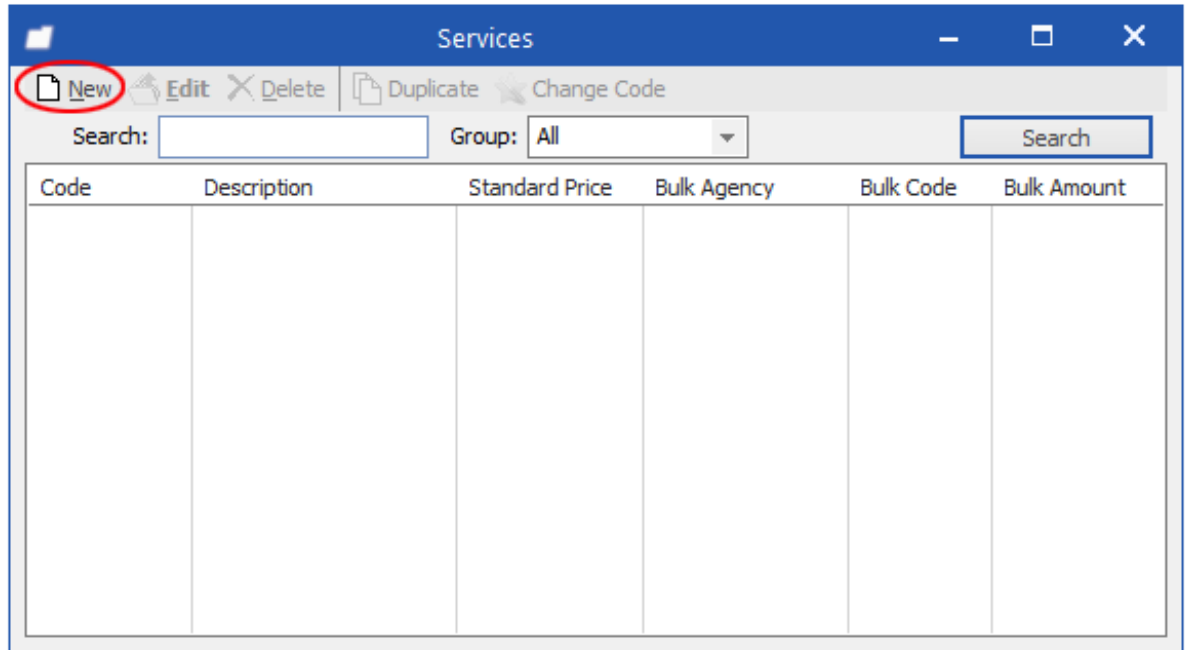 Services
New Edit Delete Duplicate Change Code
Search: Group: All Search
Code Description Standard Price Bulk Agency Bulk Code Bulk Amount